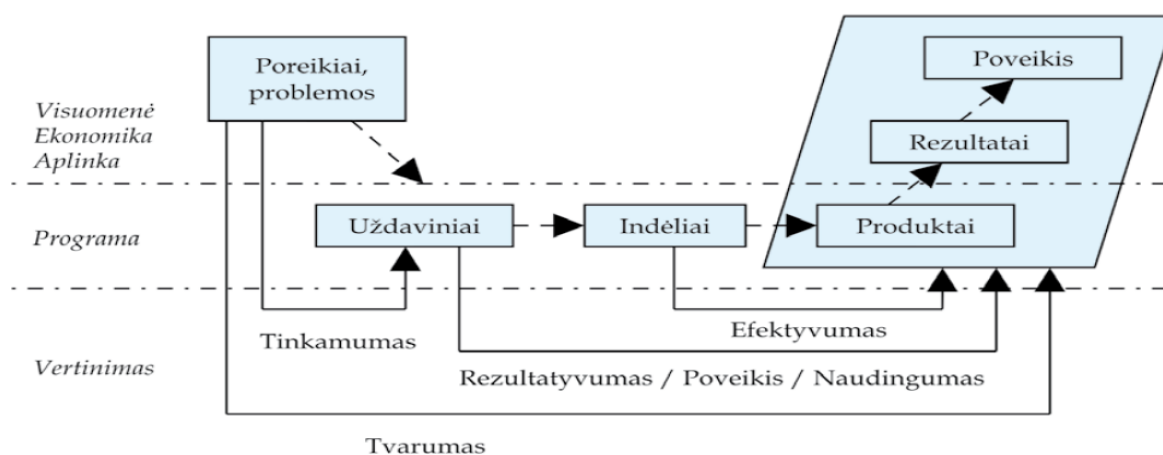 Poreikiai,
problemos
Poveikis
Visuomenė
Ekonomika
Aplinka
Rezultatai
Programa
Uždaviniai
Indėliai
Produktai
Vertinimas
Tinkamumas
Efektyvumas
Rezultatyvumas / Poveikis / Naudingumas
Tvarumas